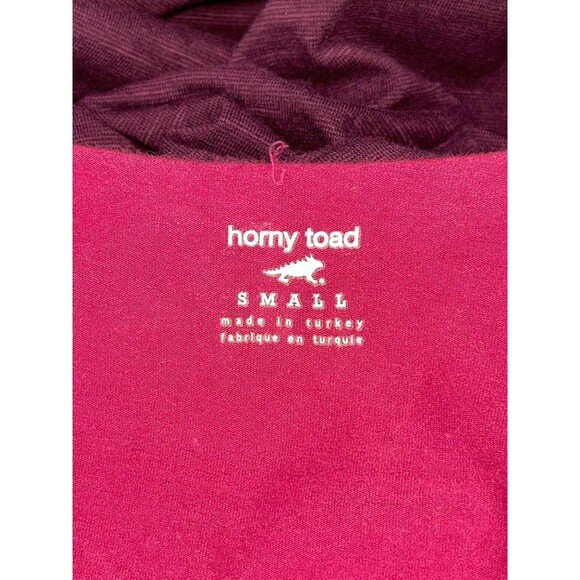 horny toad
SMALL
made in turkey
fabrique en turquie